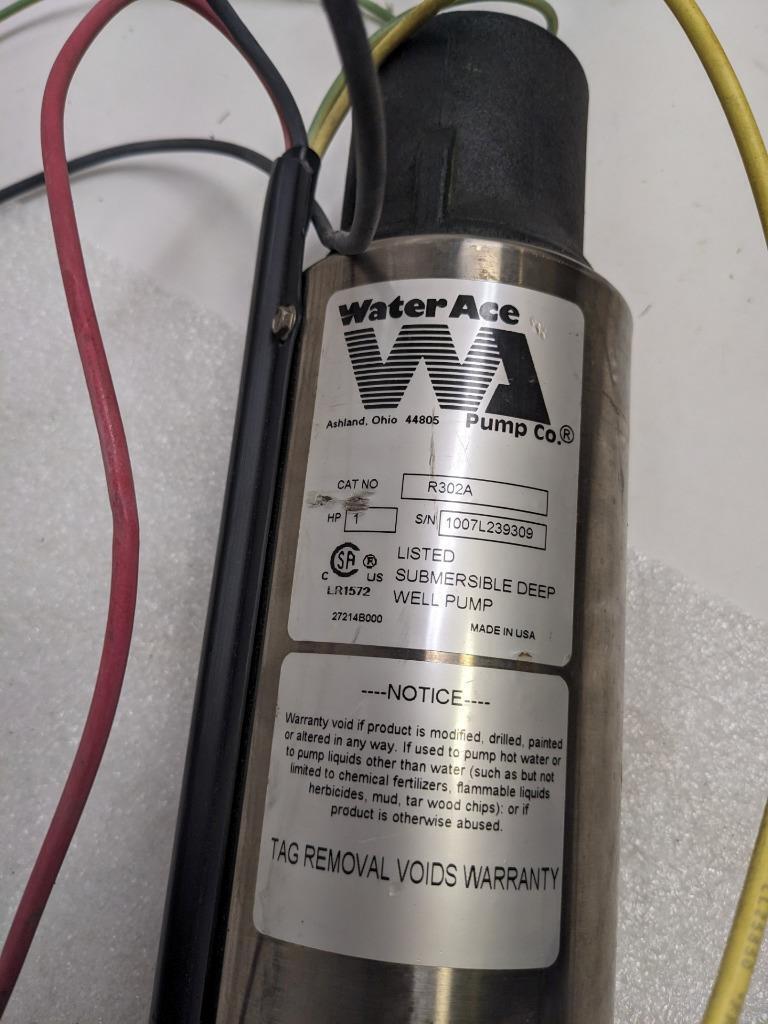 Water Ace
WA
Ashland, Ohio 44805 Pump Co.®
CAT NO R302A
HP 1 S/N 1007L239309
CSA ® C US LISTED
LR1572 SUBMERSIBLE DEEP
WELL PUMP
27214B000 MADE IN USA
----NOTICE----
Warranty void if product is modified, drilled, painted
or altered in any way. If used to pump hot water or
to pump liquids other than water (such as but not
limited to chemical fertilizers, flammable liquids
herbicides, mud, tar wood chips): or if
product is otherwise abused.
TAG REMOVAL VOIDS WARRANTY